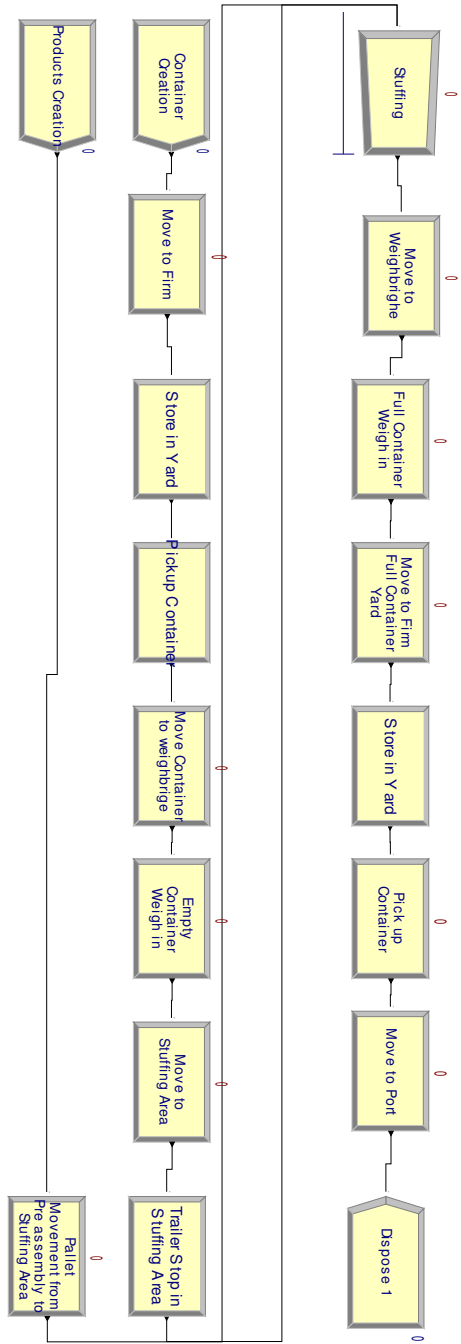 0
Stuffing
0
Move to
Weighbrighe
0
Full Container
Weigh in
0
Move to Firm
Full Container
Yard
Store in Yard
0
Pick up
Container
0
Move to Port
0
Dispose 1
0
Container
Creation
0
Move to Firm
Store in Yard
Pickup Container
0
Move Container
to weighbrige
0
Empty
Container
Weigh in
0
Move to
Stuffing Area
Trailer Stop in
Stuffing Area
0
Products Creation
0
Pallet
Movement from
Pre assembly to
Stuffing Area